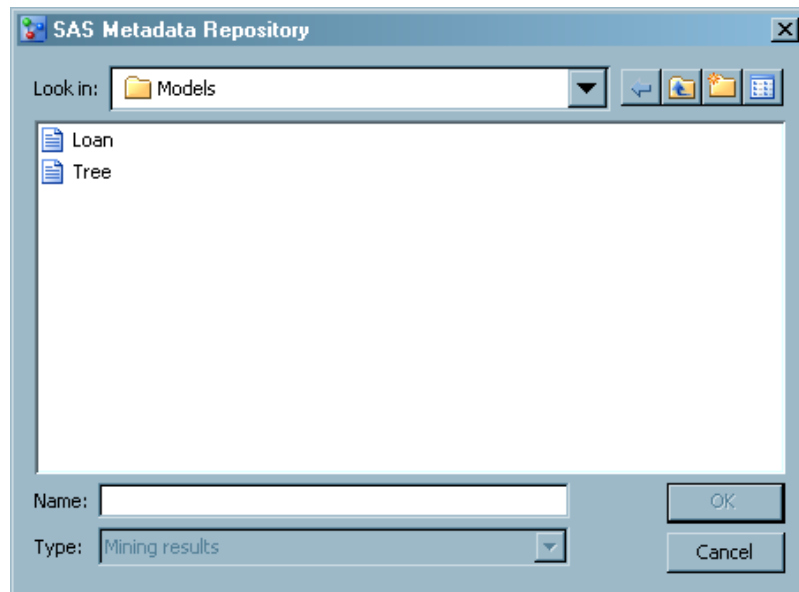 SAS Metadata Repository
Look in: Models
Loan
Tree
Name:
OK
Type: Mining results
Cancel